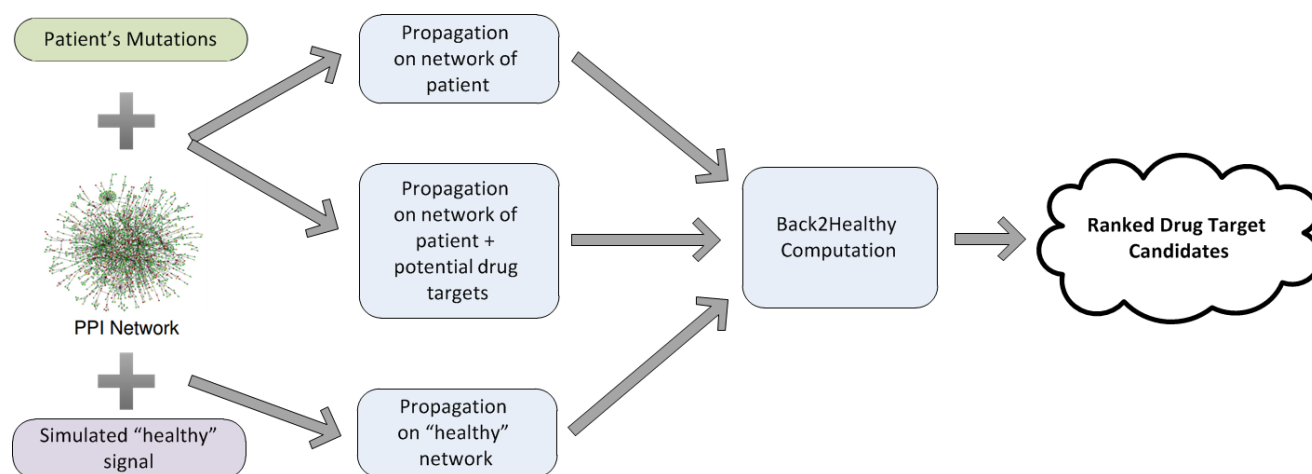 Patient’s Mutations
PPI Network
Simulated “healthy”
signal
Propagation
on network of
patient
Propagation
on network of
patient +
potential drug
targets
Propagation
on “healthy”
network
Back2Healthy
Computation
Ranked Drug Target
Candidates